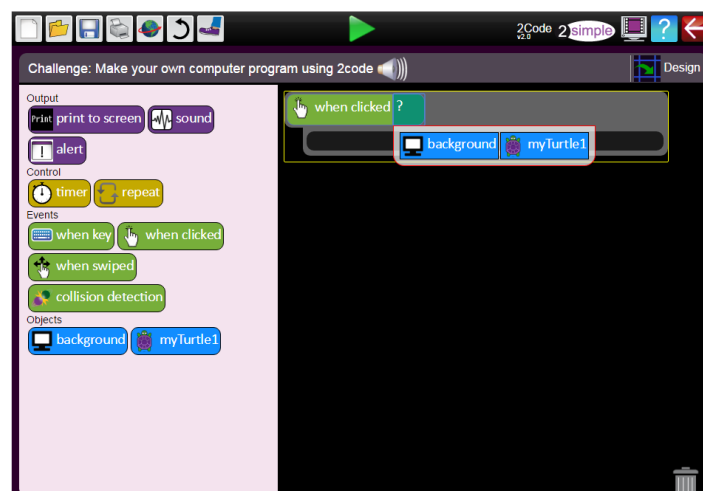 2Code 2simple ?
v2.0
Challenge: Make your own computer program using 2code Design
Output
Print print to screen sound
! alert
Control
timer repeat
Events
when key when clicked
when swiped
collision detection
Objects
background myTurtle1
when clicked ?
background myTurtle1